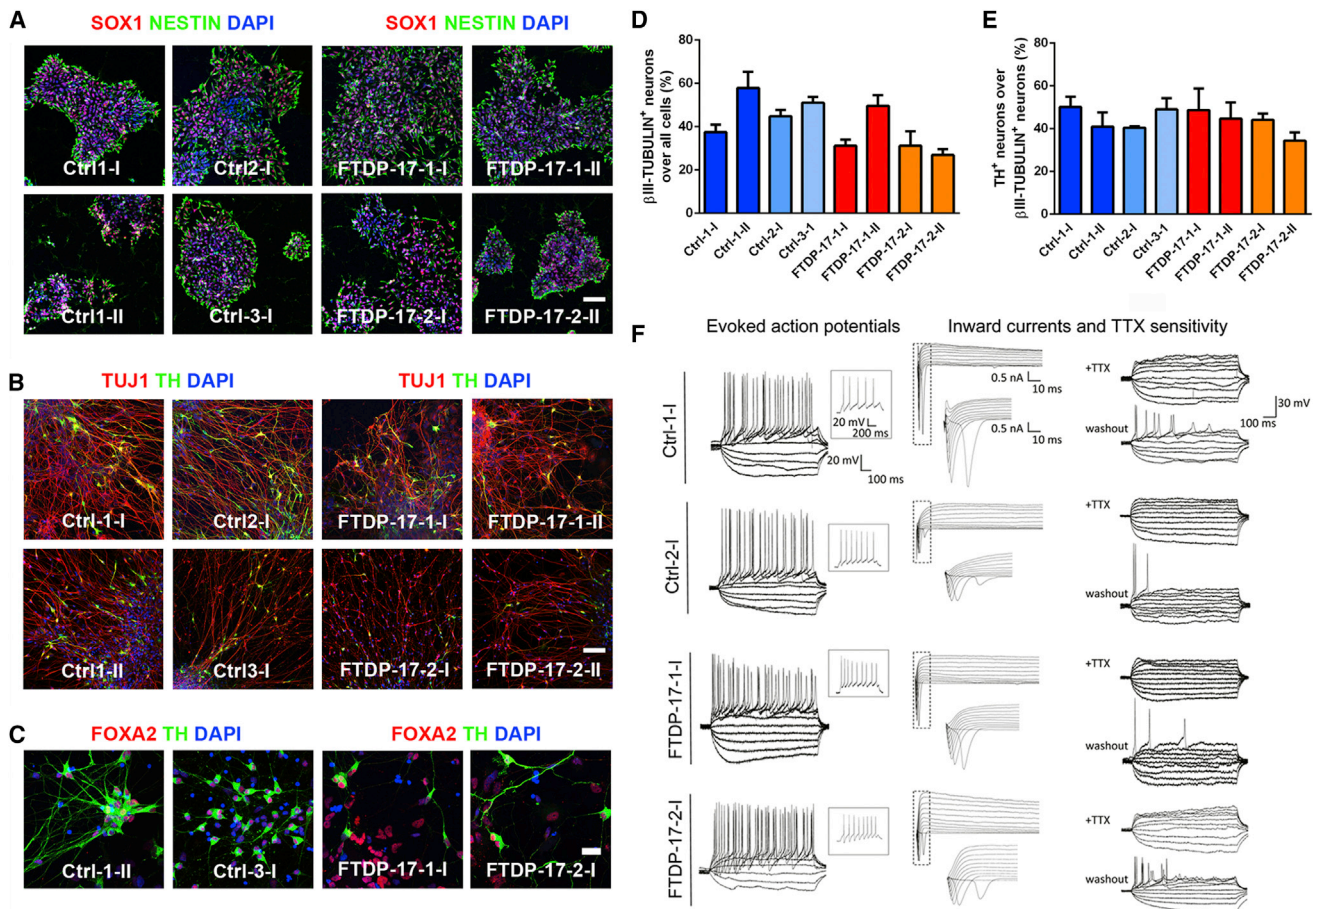 A
SOX1 NESTIN DAPI
SOX1 NESTIN DAPI
Ctrl1-I
Ctrl2-I
FTDP-17-1-I
FTDP-17-1-II
Ctrl1-II
Ctrl-3-I
FTDP-17-2-I
FTDP-17-2-II
B
TUJ1 TH DAPI
TUJ1 TH DAPI
Ctrl-1-I
Ctrl2-I
FTDP-17-1-I
FTDP-17-1-II
Ctrl1-II
Ctrl3-I
FTDP-17-2-I
FTDP-17-2-II
C
FOXA2 TH DAPI
FOXA2 TH DAPI
Ctrl-1-II
Ctrl-3-I
FTDP-17-1-I
FTDP-17-2-I
D
βIII-TUBULIN⁺ neurons
over all cells (%)
80
60
40
20
0
Ctrl-1-I
Ctrl-1-II
Ctrl-2-I
Ctrl-3-1
FTDP-17-1-I
FTDP-17-1-II
FTDP-17-2-I
FTDP-17-2-II
E
TH⁺ neurons over
βIII-TUBULIN⁺ neurons (%)
80
60
40
20
0
Ctrl-1-I
Ctrl-1-II
Ctrl-2-I
Ctrl-3-1
FTDP-17-1-I
FTDP-17-1-II
FTDP-17-2-I
FTDP-17-2-II
F
Evoked action potentials
Inward currents and TTX sensitivity
Ctrl-1-I
20 mV
200 ms
20 mV
100 ms
0.5 nA
10 ms
0.5 nA
10 ms
+TTX
30 mV
100 ms
washout
Ctrl-2-I
+TTX
washout
FTDP-17-1-I
+TTX
washout
FTDP-17-2-I
+TTX
washout